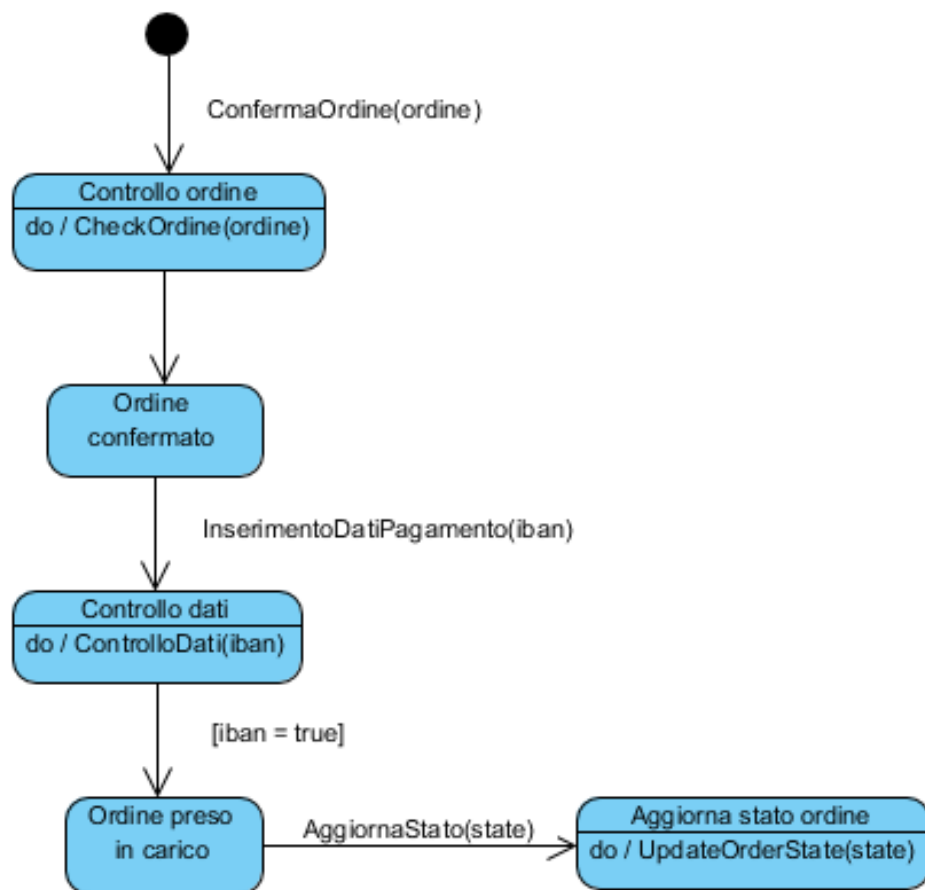 ConfermaOrdine(ordine)
Controllo ordine
do / CheckOrdine(ordine)
Ordine
confermato
InserimentoDatiPagamento(iban)
Controllo dati
do / ControlloDati(iban)
[iban = true]
Ordine preso
in carico
AggiornaStato(state)
Aggiorna stato ordine
do / UpdateOrderState(state)